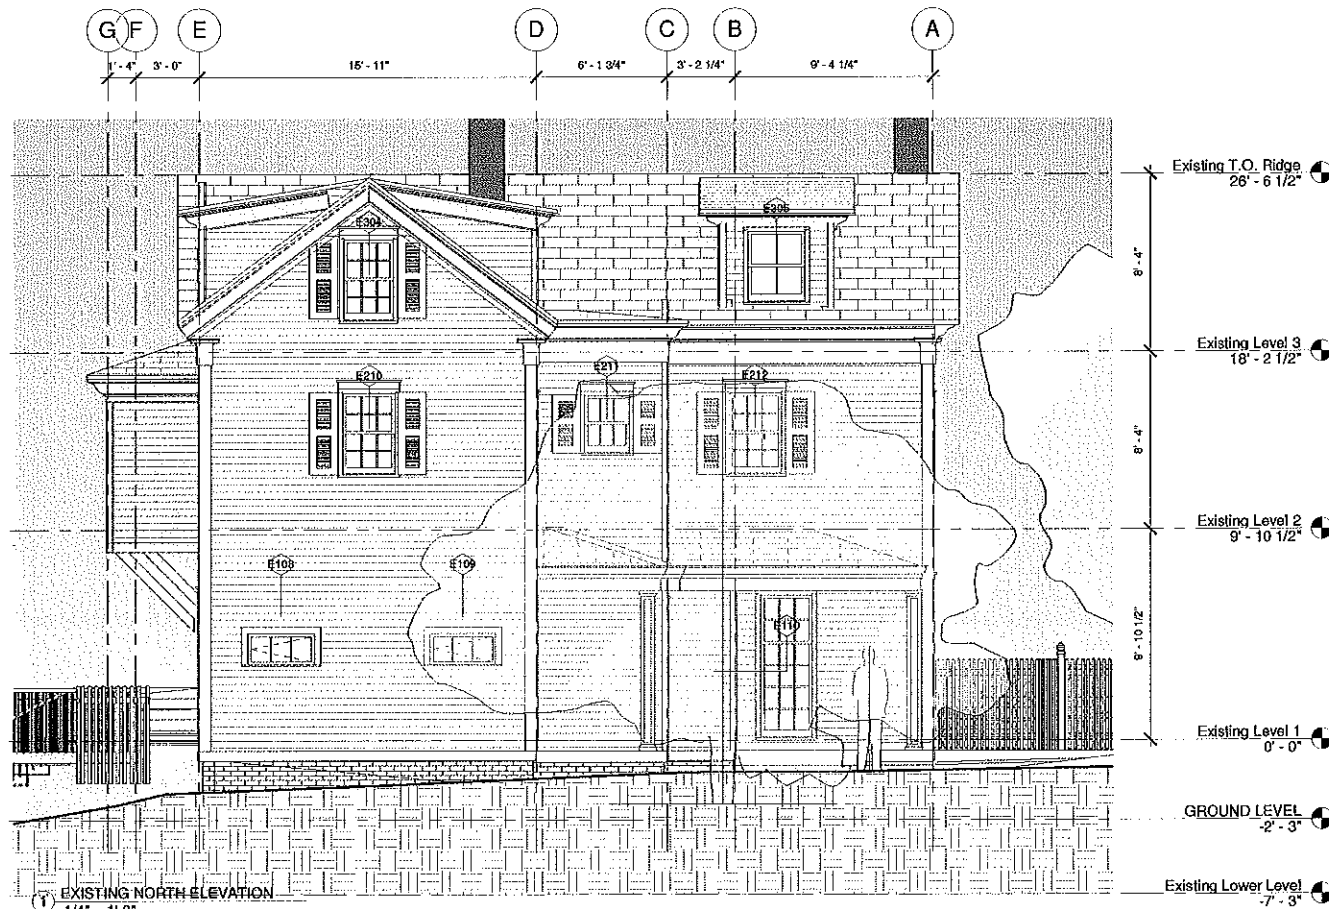 G F E D C B A
1' - 4" 3' - 0" 15' - 11" 6' - 1 3/4" 3' - 2 1/4" 9' - 4 1/4"
Existing T.O. Ridge
26' - 6 1/2"
E304
E305
8' - 4"
Existing Level 3
18' - 2 1/2"
E210
E211
E212
8' - 4"
Existing Level 2
9' - 10 1/2"
E108
E109
E110
9' - 10 1/2"
Existing Level 1
0' - 0"
GROUND LEVEL
-2' - 3"
Existing Lower Level
-7' - 3"
1 EXISTING NORTH ELEVATION